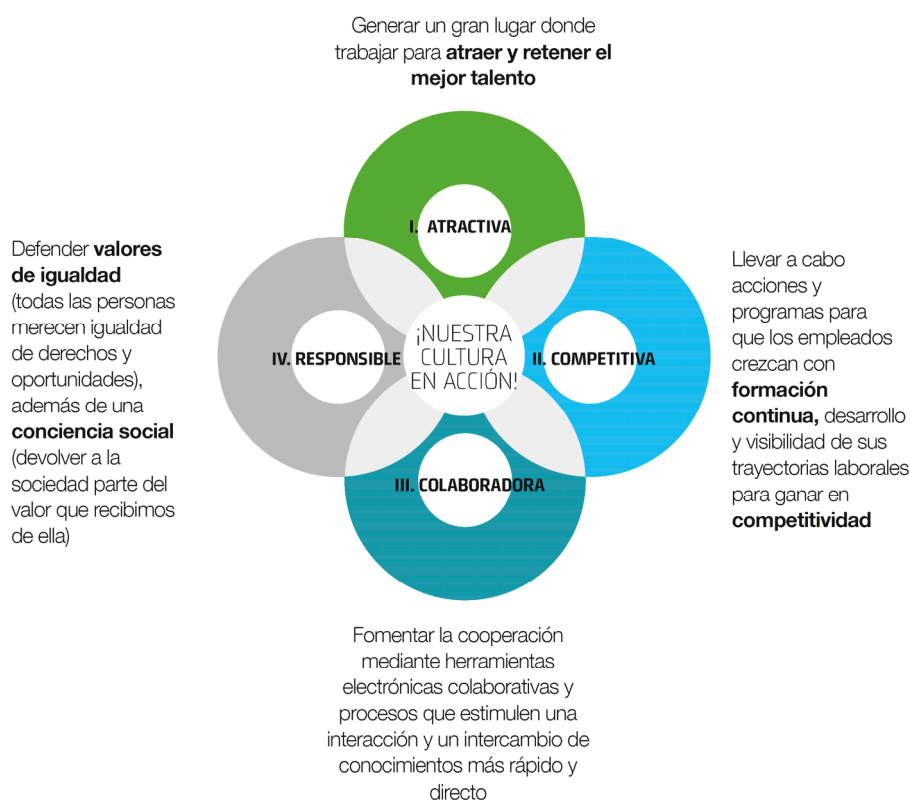 Generar un gran lugar donde
trabajar para atraer y retener el
mejor talento
I. ATRACTIVA
Defender valores
de igualdad
(todas las personas
merecen igualdad
de derechos y
oportunidades),
además de una
conciencia social
(devolver a la
sociedad parte del
valor que recibimos
de ella)
IV. RESPONSIBLE
¡NUESTRA
CULTURA
EN ACCIÓN!
II. COMPETITIVA
Llevar a cabo
acciones y
programas para
que los empleados
crezcan con
formación
continua, desarrollo
y visibilidad de sus
trayectorias laborales
para ganar en
competitividad
III. COLABORADORA
Fomentar la cooperación
mediante herramientas
electrónicas colaborativas y
procesos que estimulen una
interacción y un intercambio de
conocimientos más rápido y
directo